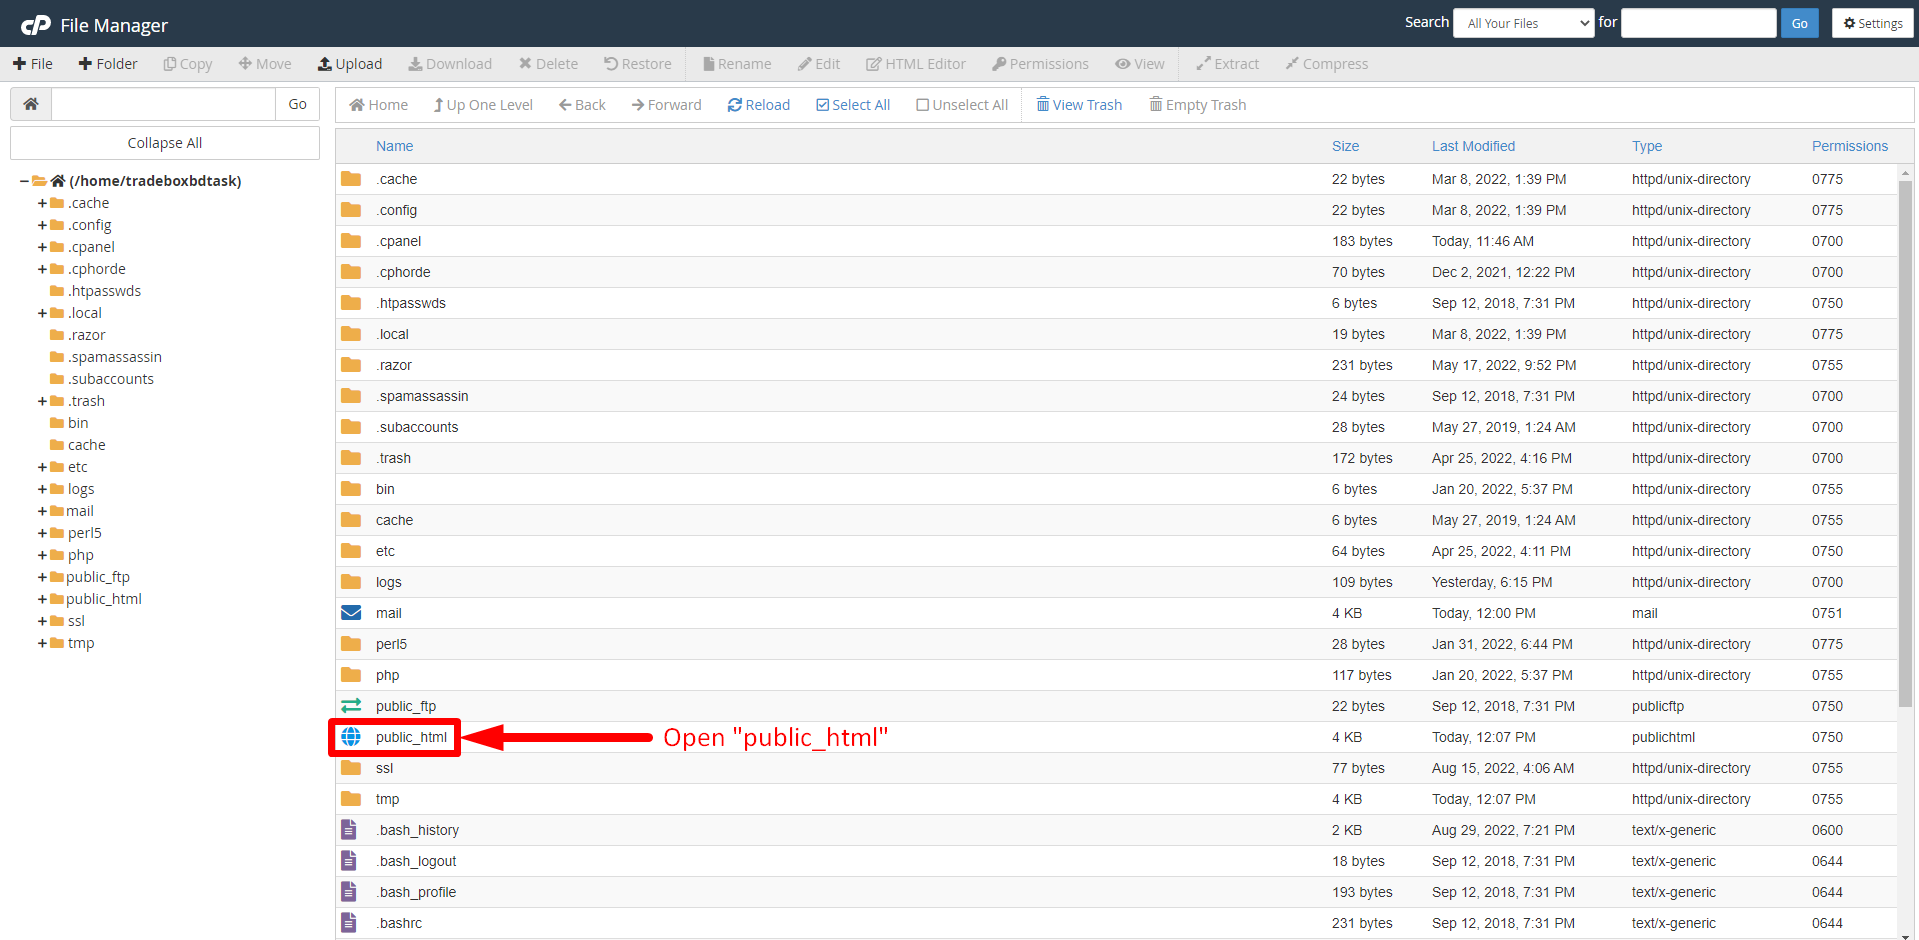 cP File Manager Search All Your Files for Go Settings
File Folder Copy Move Upload Download Delete Restore Rename Edit HTML Editor Permissions View Extract Compress
Go Home Up One Level Back Forward Reload Select All Unselect All View Trash Empty Trash
Collapse All
(/home/tradeboxbdtask)
.cache
.config
.cpanel
.cphorde
.htpasswds
.local
.razor
.spamassassin
.subaccounts
.trash
bin
cache
etc
logs
mail
perl5
php
public_ftp
public_html
ssl
tmp
Name Size Last Modified Type Permissions
.cache 22 bytes Mar 8, 2022, 1:39 PM httpd/unix-directory 0775
.config 22 bytes Mar 8, 2022, 1:39 PM httpd/unix-directory 0775
.cpanel 183 bytes Today, 11:46 AM httpd/unix-directory 0700
.cphorde 70 bytes Dec 2, 2021, 12:22 PM httpd/unix-directory 0700
.htpasswds 6 bytes Sep 12, 2018, 7:31 PM httpd/unix-directory 0750
.local 19 bytes Mar 8, 2022, 1:39 PM httpd/unix-directory 0775
.razor 231 bytes May 17, 2022, 9:52 PM httpd/unix-directory 0755
.spamassassin 24 bytes Sep 12, 2018, 7:31 PM httpd/unix-directory 0700
.subaccounts 28 bytes May 27, 2019, 1:24 AM httpd/unix-directory 0700
.trash 172 bytes Apr 25, 2022, 4:16 PM httpd/unix-directory 0700
bin 6 bytes Jan 20, 2022, 5:37 PM httpd/unix-directory 0755
cache 6 bytes May 27, 2019, 1:24 AM httpd/unix-directory 0755
etc 64 bytes Apr 25, 2022, 4:11 PM httpd/unix-directory 0750
logs 109 bytes Yesterday, 6:15 PM httpd/unix-directory 0700
mail 4 KB Today, 12:00 PM mail 0751
perl5 28 bytes Jan 31, 2022, 6:44 PM httpd/unix-directory 0775
php 117 bytes Jan 20, 2022, 5:37 PM httpd/unix-directory 0755
public_ftp 22 bytes Sep 12, 2018, 7:31 PM publicftp 0750
public_html Open "public_html" 4 KB Today, 12:07 PM publichtml 0750
ssl 77 bytes Aug 15, 2022, 4:06 AM httpd/unix-directory 0755
tmp 4 KB Today, 12:07 PM httpd/unix-directory 0755
.bash_history 2 KB Aug 29, 2022, 7:21 PM text/x-generic 0600
.bash_logout 18 bytes Sep 12, 2018, 7:31 PM text/x-generic 0644
.bash_profile 193 bytes Sep 12, 2018, 7:31 PM text/x-generic 0644
.bashrc 231 bytes Sep 12, 2018, 7:31 PM text/x-generic 0644